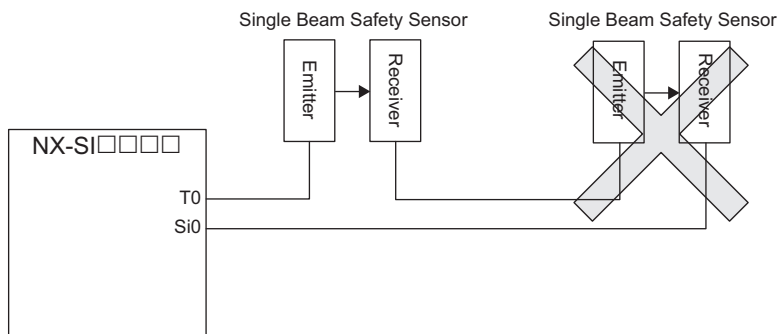 Single Beam Safety Sensor
Single Beam Safety Sensor
Emitter
Receiver
Emitter
Receiver
NX-SI□□□□
T0
Si0